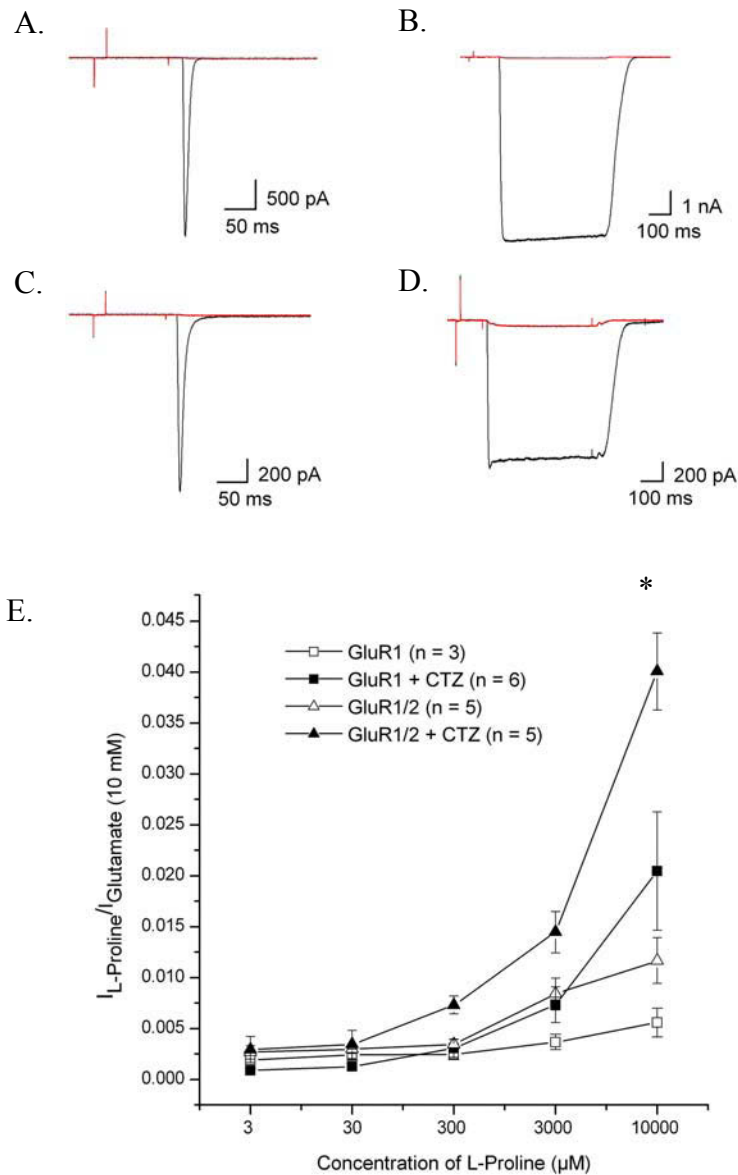 A.
B.
500 pA
50 ms
1 nA
100 ms
C.
D.
200 pA
50 ms
200 pA
100 ms
E.
*
0.045
0.040
0.035
0.030
0.025
0.020
0.015
0.010
0.005
0.000
GluR1 (n = 3)
GluR1 + CTZ (n = 6)
GluR1/2 (n = 5)
GluR1/2 + CTZ (n = 5)
I L-Proline/I Glutamate (10 mM)
3
30
300
3000
10000
Concentration of L-Proline (µM)